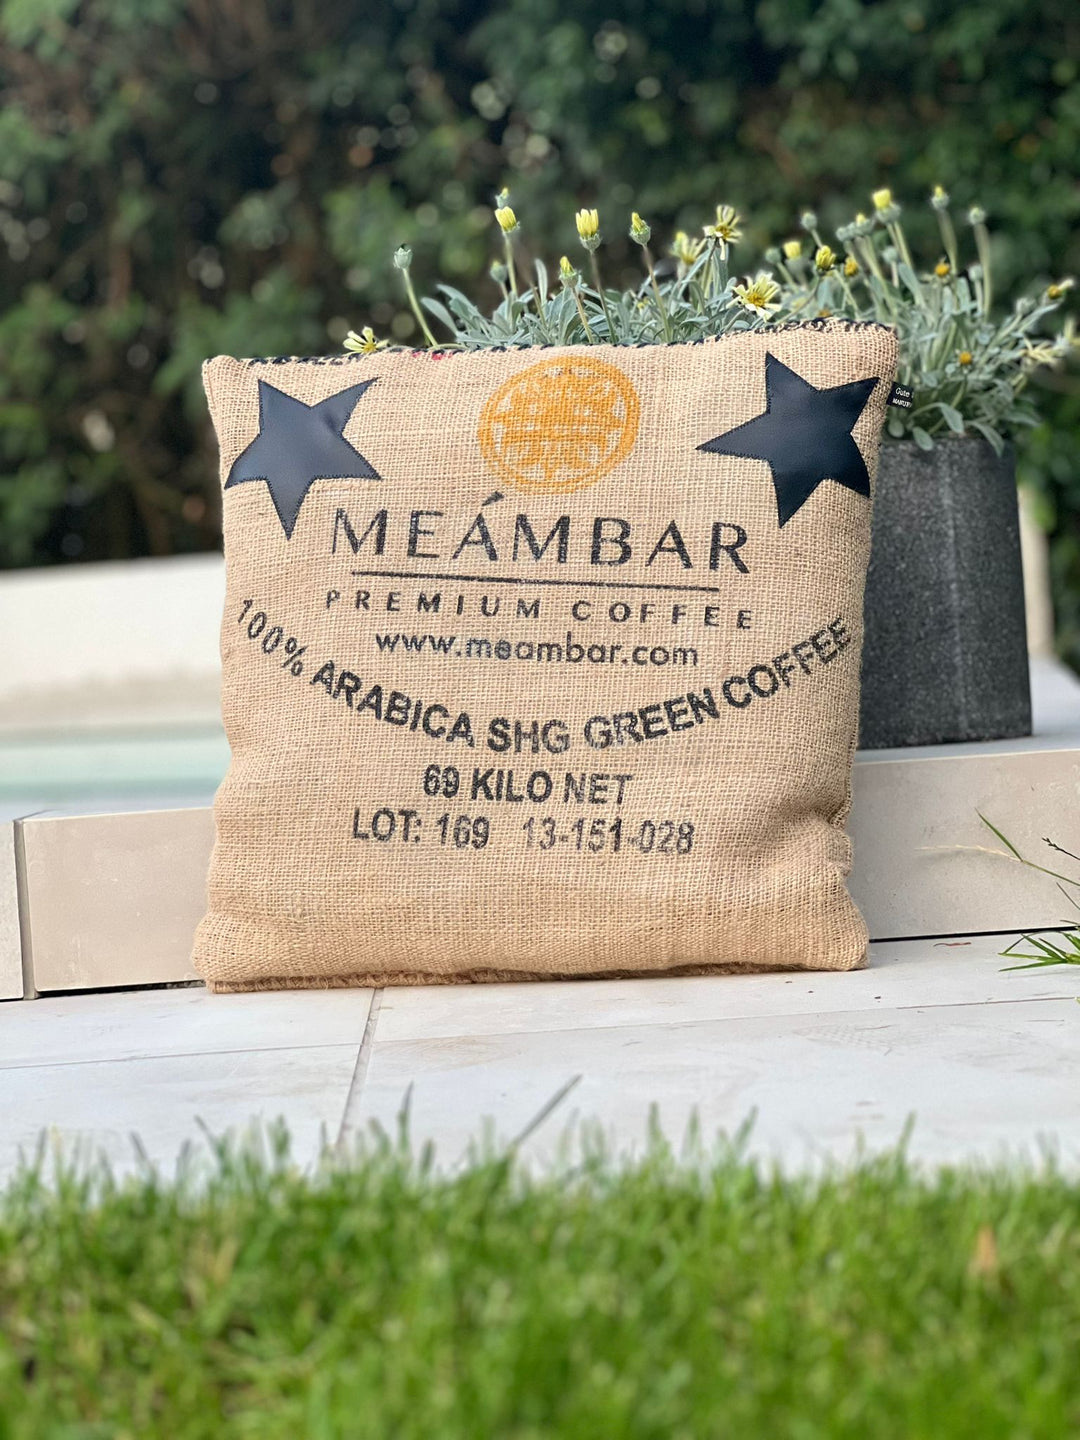 MEÁMBAR
PREMIUM COFFEE
www.meambar.com
100% ARABICA SHG GREEN COFFEE
69 KILO NET
LOT: 169 13-151-028